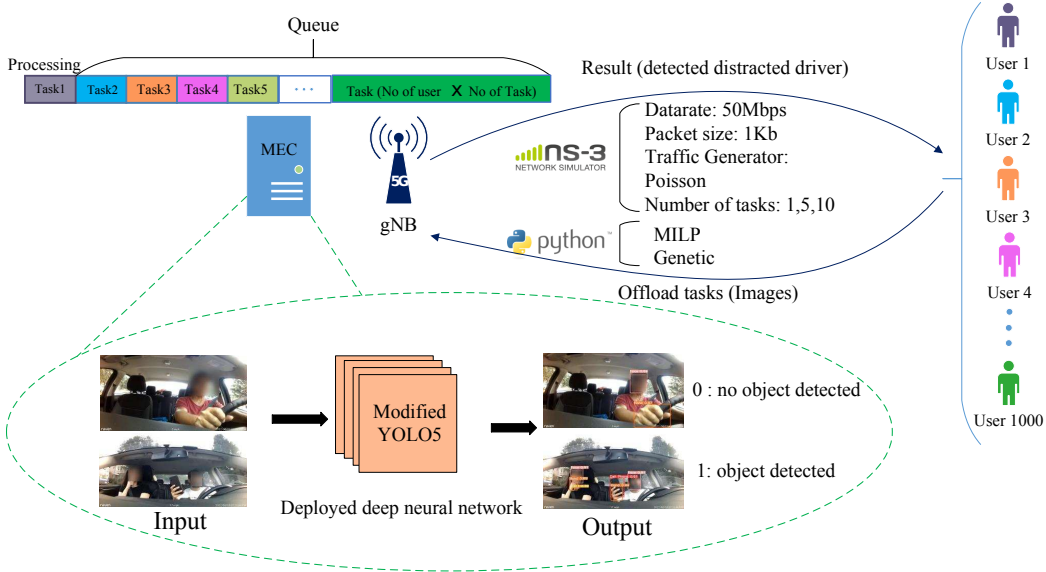 Queue
Processing
Task1
Task2
Task3
Task4
Task5
...
Task (No of user X No of Task)
MEC
5G
gNB
Result (detected distracted driver)
ns-3
NETWORK SIMULATOR
Datarate: 50Mbps
Packet size: 1Kb
Traffic Generator:
Poisson
Number of tasks: 1,5,10
python™
MILP
Genetic
Offload tasks (Images)
User 1
User 2
User 3
User 4
User 1000
Modified
YOLO5
0 : no object detected
1: object detected
Input
Deployed deep neural network
Output